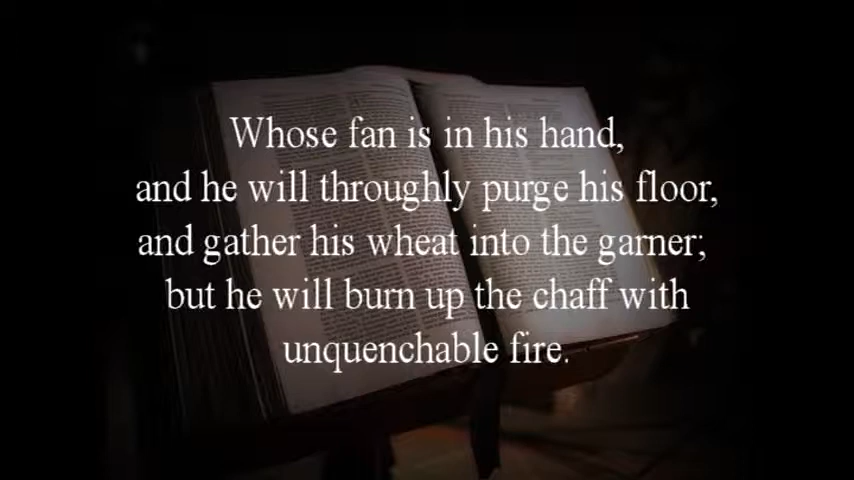 Whose fan is in his hand,
and he will throughly purge his floor,
and gather his wheat into the garner;
but he will burn up the chaff with
unquenchable fire.